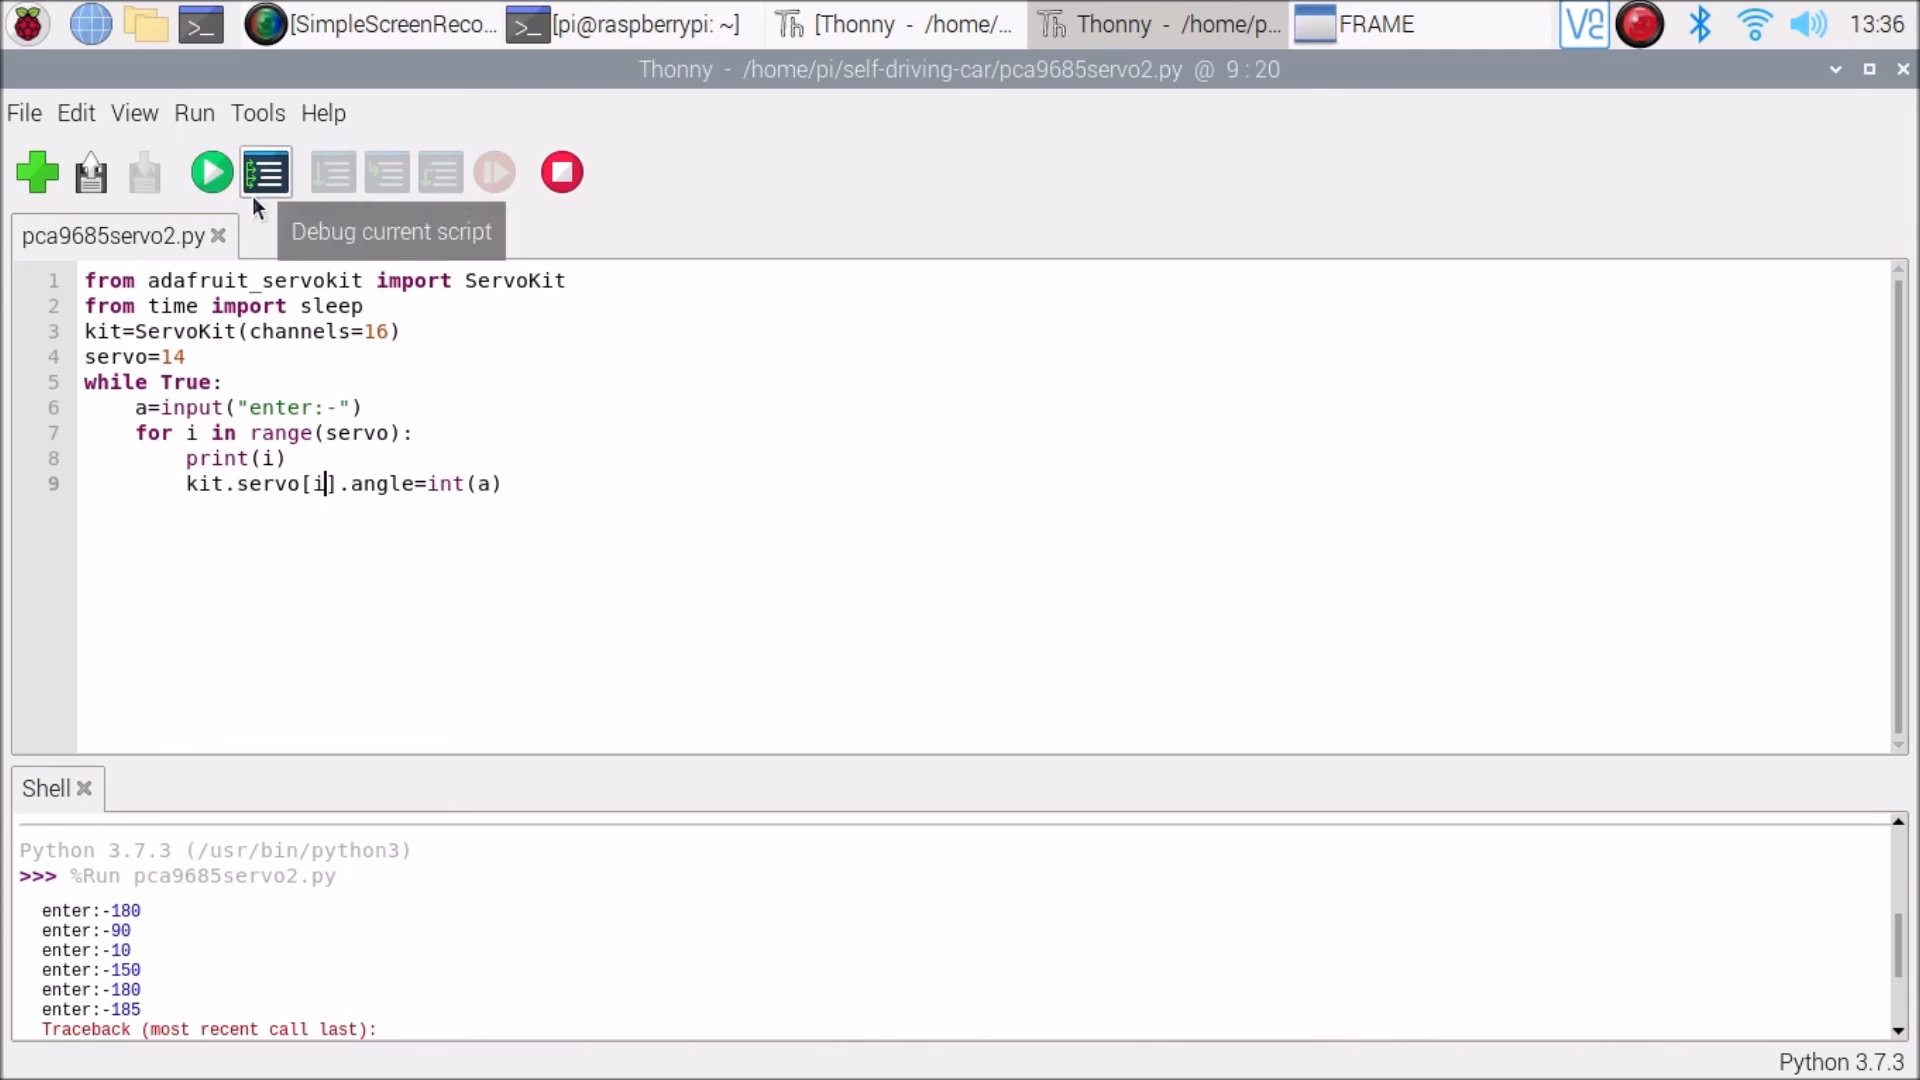 [SimpleScreenReco... [pi@raspberrypi: ~] [Thonny - /home/... Thonny - /home/p... FRAME 13:36
Thonny - /home/pi/self-driving-car/pca9685servo2.py @ 9 : 20
File Edit View Run Tools Help
Debug current script
pca9685servo2.py
1 from adafruit_servokit import ServoKit
2 from time import sleep
3 kit=ServoKit(channels=16)
4 servo=14
5 while True:
6     a=input("enter:-")
7     for i in range(servo):
8         print(i)
9         kit.servo[i].angle=int(a)
Shell
Python 3.7.3 (/usr/bin/python3)
>>> %Run pca9685servo2.py
enter:-180
enter:-90
enter:-10
enter:-150
enter:-180
enter:-185
Traceback (most recent call last):
Python 3.7.3